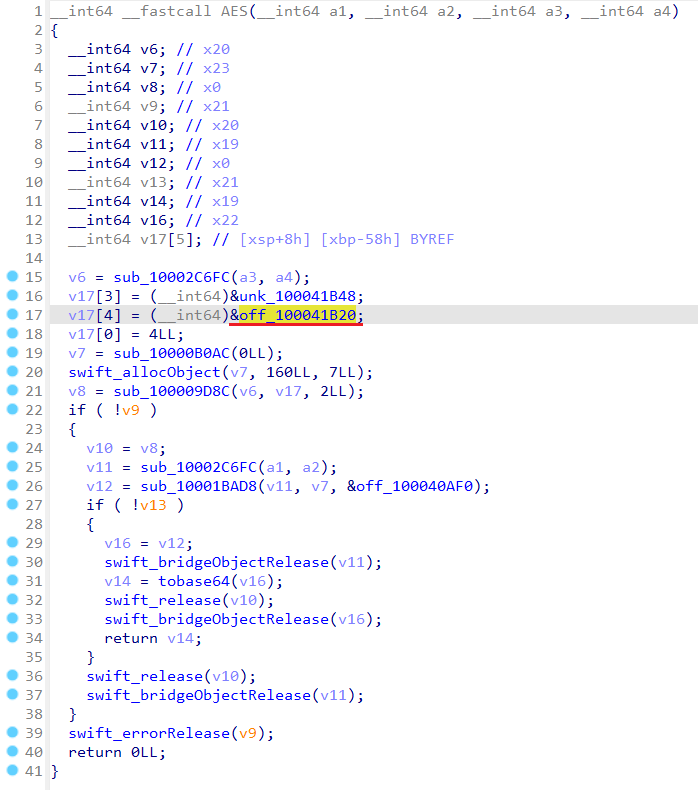 1 __int64 __fastcall AES(__int64 a1, __int64 a2, __int64 a3, __int64 a4)
2 {
3 __int64 v6; // x20
4 __int64 v7; // x23
5 __int64 v8; // x0
6 __int64 v9; // x21
7 __int64 v10; // x20
8 __int64 v11; // x19
9 __int64 v12; // x0
10 __int64 v13; // x21
11 __int64 v14; // x19
12 __int64 v16; // x22
13 __int64 v17[5]; // [xsp+8h] [xbp-58h] BYREF
14
15 v6 = sub_10002C6FC(a3, a4);
16 v17[3] = (__int64)&unk_100041B48;
17 v17[4] = (__int64)&off_100041B20;
18 v17[0] = 4LL;
19 v7 = sub_10000B0AC(0LL);
20 swift_allocObject(v7, 160LL, 7LL);
21 v8 = sub_100009D8C(v6, v17, 2LL);
22 if ( !v9 )
23 {
24 v10 = v8;
25 v11 = sub_10002C6FC(a1, a2);
26 v12 = sub_10001BAD8(v11, v7, &off_100040AF0);
27 if ( !v13 )
28 {
29 v16 = v12;
30 swift_bridgeObjectRelease(v11);
31 v14 = tobase64(v16);
32 swift_release(v10);
33 swift_bridgeObjectRelease(v16);
34 return v14;
35 }
36 swift_release(v10);
37 swift_bridgeObjectRelease(v11);
38 }
39 swift_errorRelease(v9);
40 return 0LL;
41 }